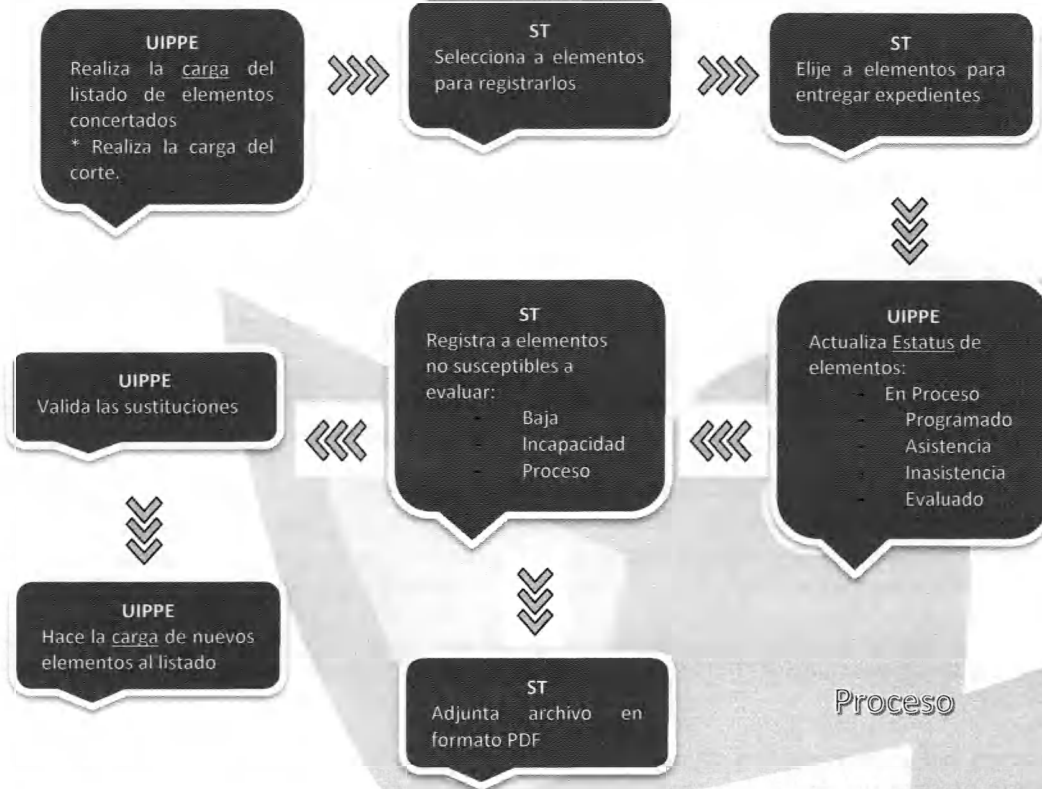 UIPPE
Realiza la carga del
listado de elementos
concertados
* Realiza la carga del
corte.
ST
Selecciona a elementos
para registrarlos
ST
Elije a elementos para
entregar expedientes
UIPPE
Actualiza Estatus de
elementos:
- En Proceso
- Programado
- Asistencia
- Inasistencia
- Evaluado
ST
Registra a elementos
no susceptibles a
evaluar:
- Baja
- Incapacidad
- Proceso
UIPPE
Valida las sustituciones
UIPPE
Hace la carga de nuevos
elementos al listado
ST
Adjunta archivo en
formato PDF
Proceso